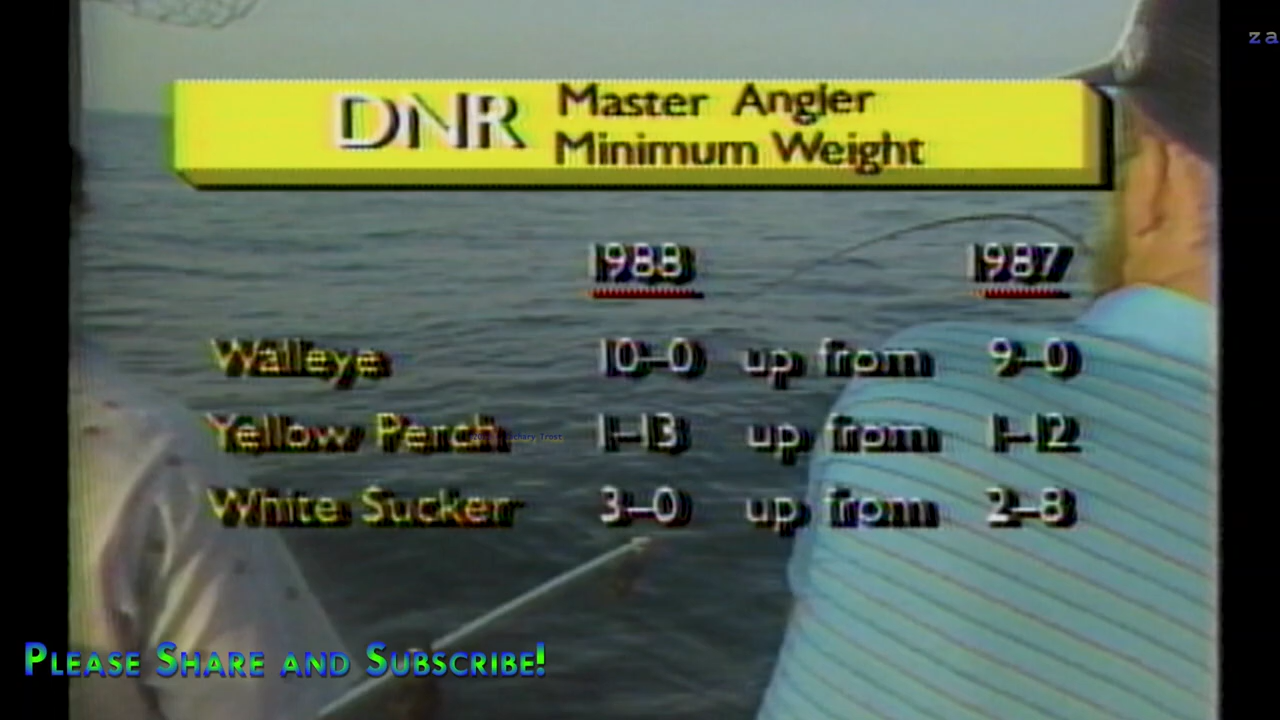 za
DNR Master Angler
Minimum Weight
1988 1987
Walleye 10-0 up from 9-0
Yellow Perch 1-13 up from 1-12
White Sucker 3-0 up from 2-8
Please Share and Subscribe!